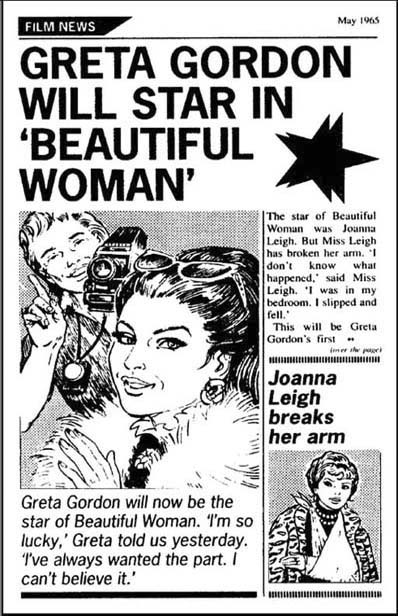 FILM NEWS
May 1965
GRETA GORDON
WILL STAR IN
‘BEAUTIFUL
WOMAN’
The star of Beautiful
Woman was Joanna
Leigh. But Miss Leigh
has broken her arm. ‘I
don’t know what
happened,’ said Miss
Leigh. ‘I was in my
bedroom. I slipped and
fell.’
This will be Greta
Gordon’s first
(over the page)
Joanna
Leigh
breaks
her arm
Greta Gordon will now be the
star of Beautiful Woman. ‘I’m so
lucky,’ Greta told us yesterday.
‘I’ve always wanted the part. I
can’t believe it.’